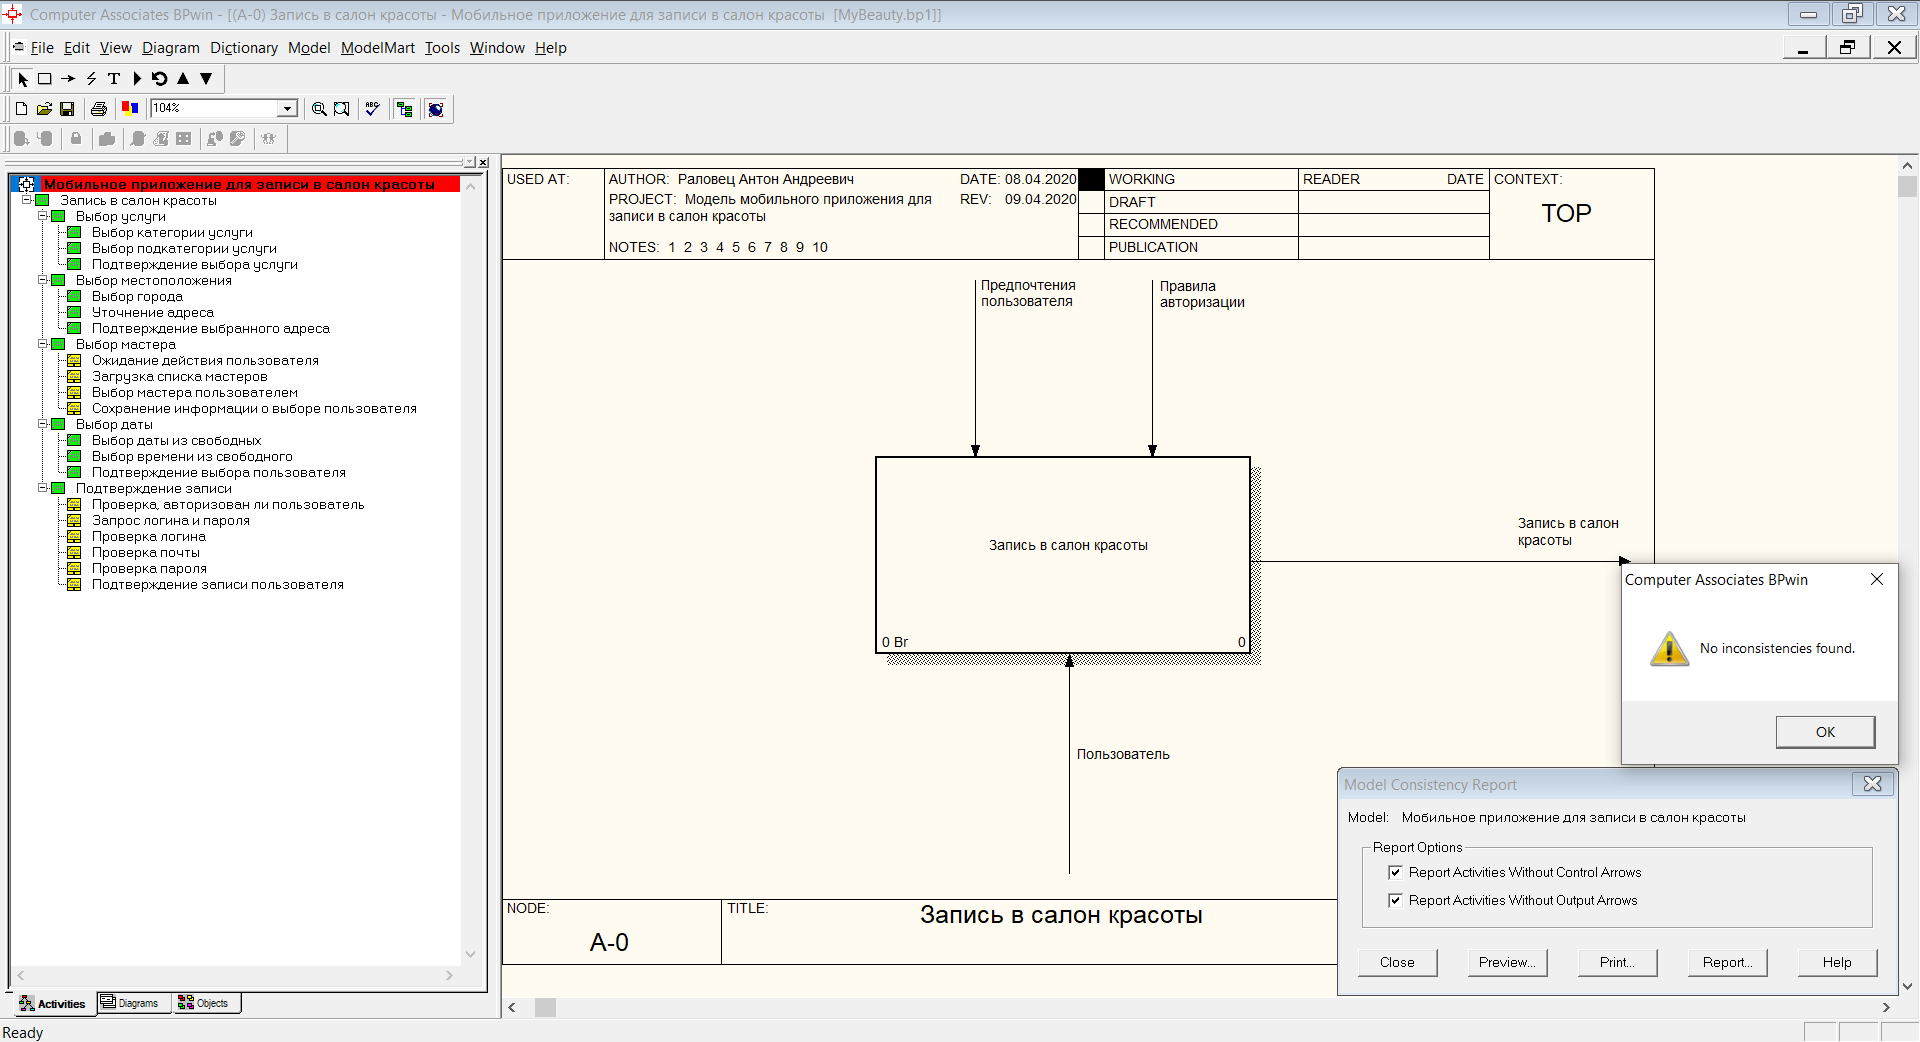 Computer Associates BPwin - [(A-0) Запись в салон красоты - Мобильное приложение для записи в салон красоты [MyBeauty.bp1]]
File Edit View Diagram Dictionary Model ModelMart Tools Window Help
T
104%
ABC
Мобильное приложение для записи в салон красоты
Запись в салон красоты
Выбор услуги
Выбор категории услуги
Выбор подкатегории услуги
Подтверждение выбора услуги
Выбор местоположения
Выбор города
Уточнение адреса
Подтверждение выбранного адреса
Выбор мастера
Ожидание действия пользователя
Загрузка списка мастеров
Выбор мастера пользователем
Сохранение информации о выборе пользователя
Выбор даты
Выбор даты из свободных
Выбор времени из свободного
Подтверждение выбора пользователя
Подтверждение записи
Проверка, авторизован ли пользователь
Запрос логина и пароля
Проверка логина
Проверка почты
Проверка пароля
Подтверждение записи пользователя
Activities Diagrams Objects
Ready
USED AT:
AUTHOR: Раловец Антон Андреевич
DATE: 08.04.2020
PROJECT: Модель мобильного приложения для
записи в салон красоты
REV: 09.04.2020
NOTES: 1 2 3 4 5 6 7 8 9 10
WORKING
DRAFT
RECOMMENDED
PUBLICATION
READER DATE
CONTEXT:
TOP
Предпочтения
пользователя
Правила
авторизации
Запись в салон красоты
0 Br 0
Запись в салон
красоты
Пользователь
NODE:
A-0
TITLE:
Запись в салон красоты
Computer Associates BPwin
No inconsistencies found.
OK
Model Consistency Report
Model: Мобильное приложение для записи в салон красоты
Report Options
Report Activities Without Control Arrows
Report Activities Without Output Arrows
Close Preview... Print... Report... Help